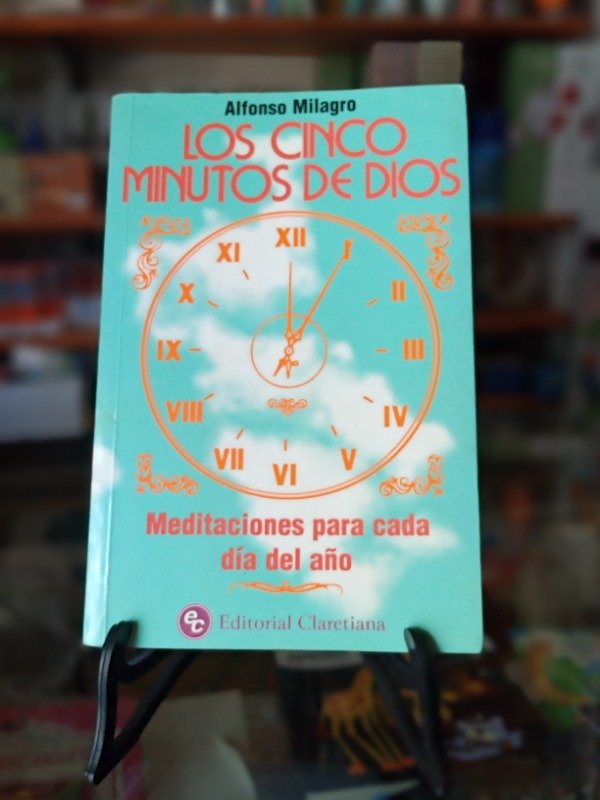 Alfonso Milagro
LOS CINCO
MINUTOS DE DIOS
XII
I
II
III
IV
V
VI
VII
VIII
IX
X
XI
Meditaciones para cada
día del año
ec Editorial Claretiana